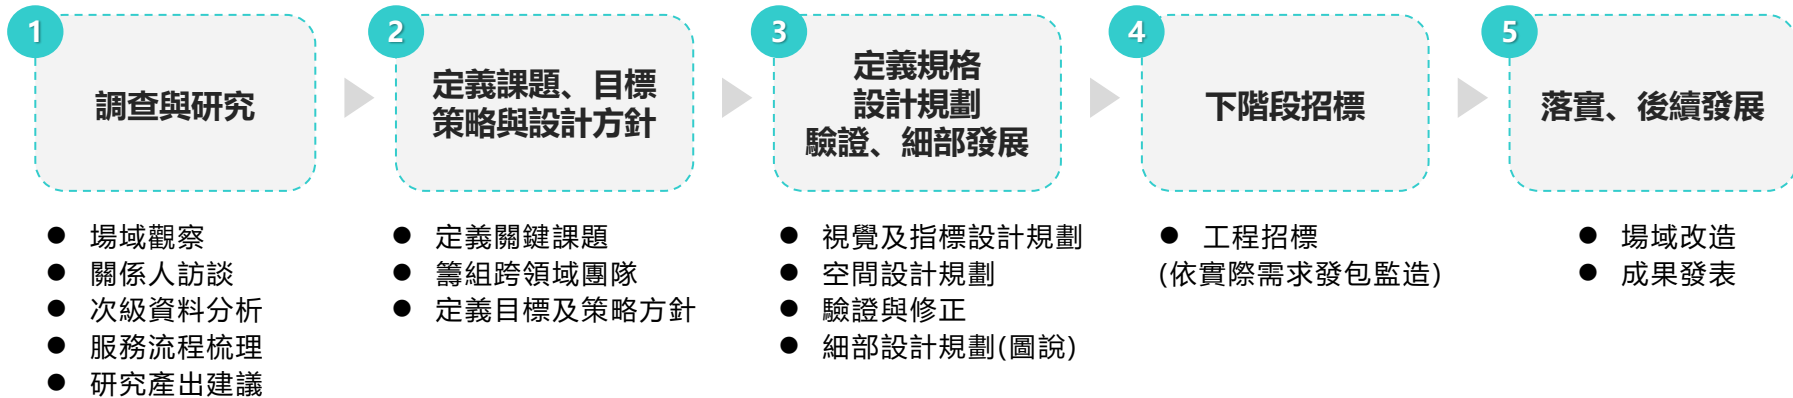 1
調查與研究
● 場域觀察
● 關係人訪談
● 次級資料分析
● 服務流程梳理
● 研究產出建議
2
定義課題、目標
策略與設計方針
● 定義關鍵課題
● 籌組跨領域團隊
● 定義目標及策略方針
3
定義規格
設計規劃
驗證、細部發展
● 視覺及指標設計規劃
● 空間設計規劃
● 驗證與修正
● 細部設計規劃(圖說)
4
下階段招標
● 工程招標
(依實際需求發包監造)
5
落實、後續發展
● 場域改造
● 成果發表